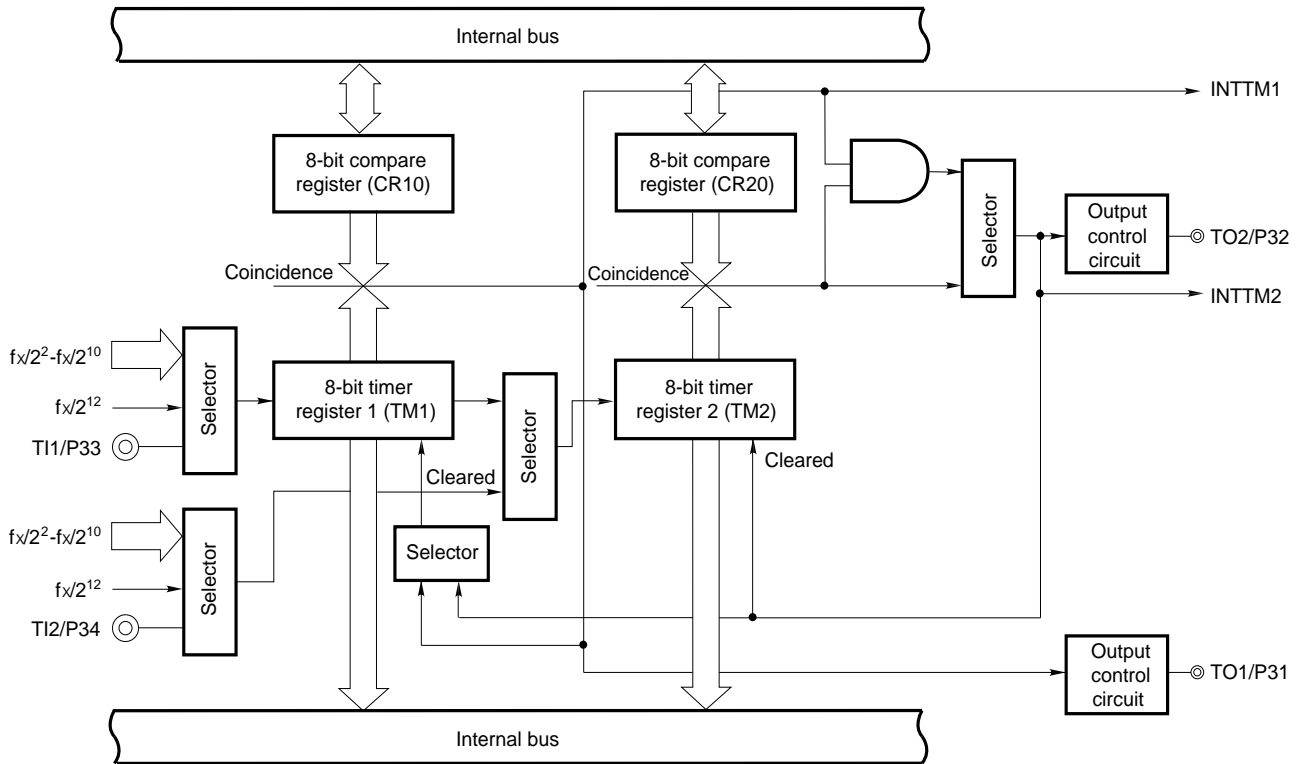 Internal bus
INTTM1
8-bit compare
register (CR10)
8-bit compare
register (CR20)
Selector
Output
control
circuit
TO2/P32
Coincidence
Coincidence
INTTM2
fx/2²-fx/2¹⁰
fx/2¹²
TI1/P33
Selector
8-bit timer
register 1 (TM1)
Selector
8-bit timer
register 2 (TM2)
Cleared
Cleared
fx/2²-fx/2¹⁰
fx/2¹²
TI2/P34
Selector
Selector
Output
control
circuit
TO1/P31
Internal bus